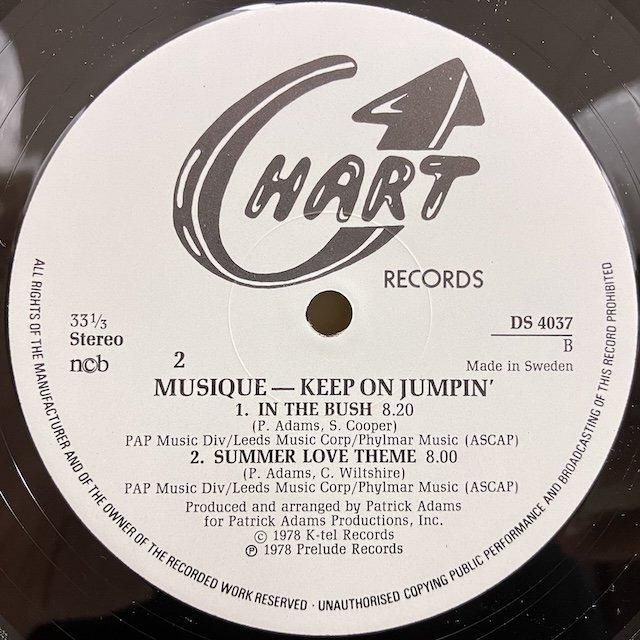 CHART
RECORDS
33 1/3
Stereo
ncb
DS 4037
B
Made in Sweden
2
MUSIQUE — KEEP ON JUMPIN'
1. IN THE BUSH 8.20
(P. Adams, S. Cooper)
PAP Music Div/Leeds Music Corp/Phylmar Music (ASCAP)
2. SUMMER LOVE THEME 8.00
(P. Adams, C. Wiltshire)
PAP Music Div/Leeds Music Corp/Phylmar Music (ASCAP)
Produced and arranged by Patrick Adams
for Patrick Adams Productions, Inc.
© 1978 K-tel Records
℗ 1978 Prelude Records
ALL RIGHTS OF THE MANUFACTURER AND OF THE OWNER OF THE RECORDED WORK RESERVED · UNAUTHORISED COPYING PUBLIC PERFORMANCE AND BROADCASTING OF THIS RECORD PROHIBITED